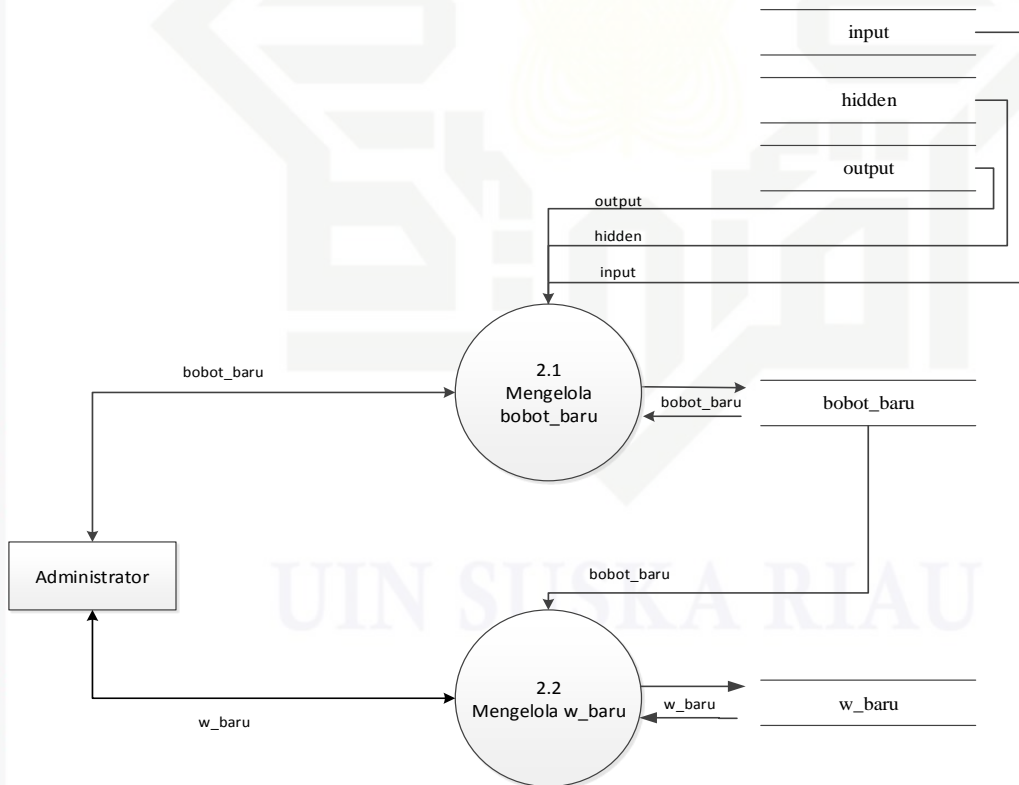 input
hidden
output
output
hidden
input
bobot_baru
2.1
Mengelola
bobot_baru
bobot_baru
bobot_baru
Administrator
bobot_baru
UIN SUSKA RIAU
2.2
Mengelola w_baru
w_baru
w_baru
w_baru